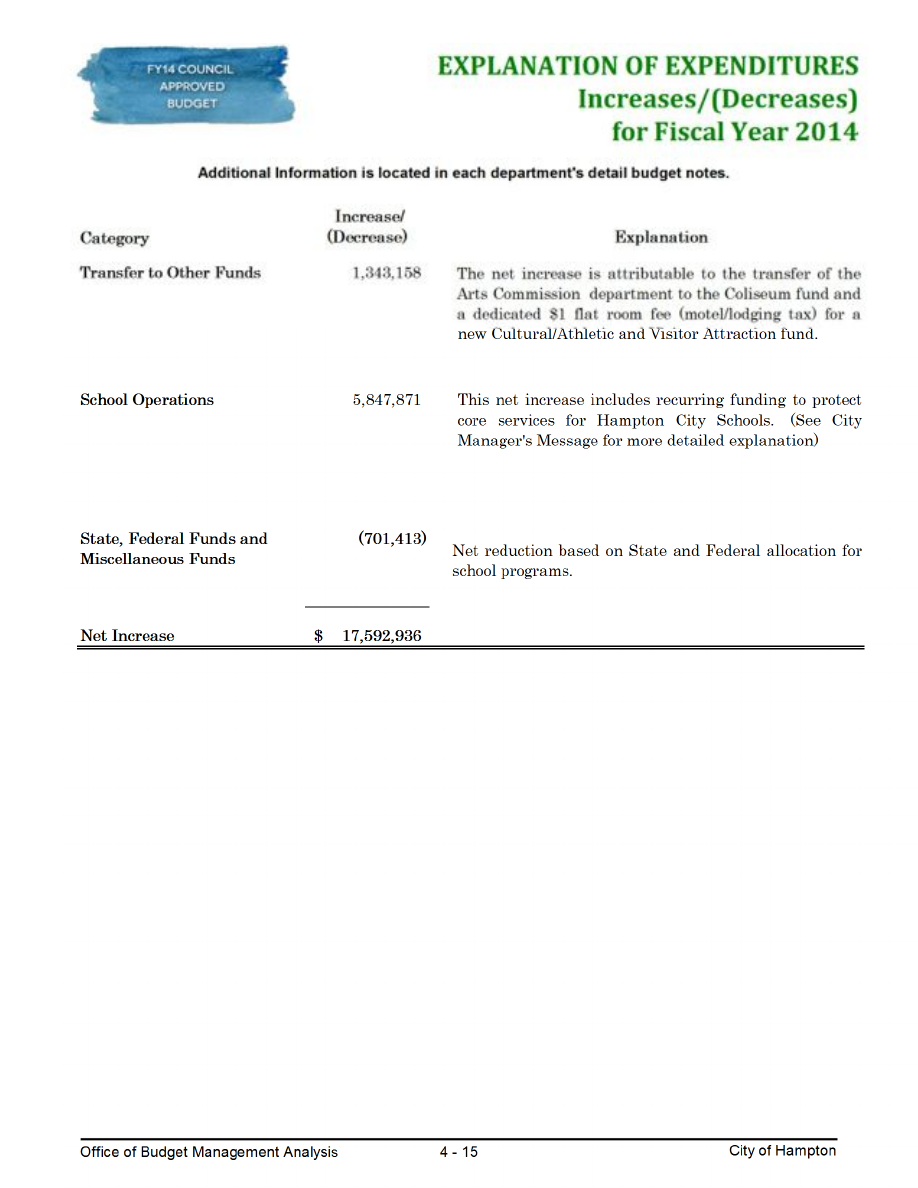 FY14 COUNCIL
APPROVED
BUDGET
EXPLANATION OF EXPENDITURES
Increases/(Decreases)
for Fiscal Year 2014
Additional Information is located in each department's detail budget notes.
Increase/
Category (Decrease) Explanation
Transfer to Other Funds 1,343,158 The net increase is attributable to the transfer of the
Arts Commission department to the Coliseum fund and
a dedicated $1 flat room fee (motel/lodging tax) for a
new Cultural/Athletic and Visitor Attraction fund.
School Operations 5,847,871 This net increase includes recurring funding to protect
core services for Hampton City Schools. (See City
Manager's Message for more detailed explanation)
State, Federal Funds and (701,413)
Miscellaneous Funds
Net reduction based on State and Federal allocation for
school programs.
Net Increase $ 17,592,936
Office of Budget Management Analysis 4 - 15 City of Hampton